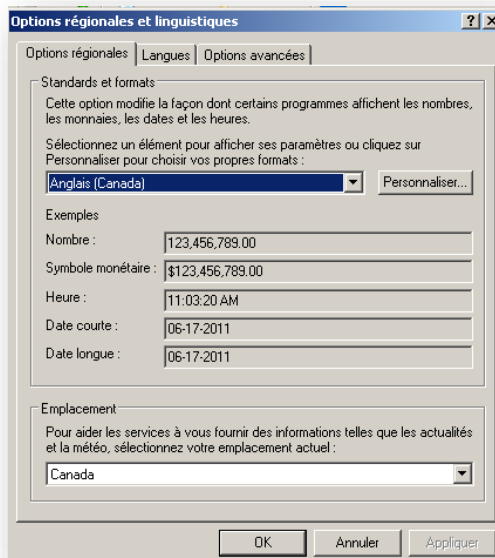 Options régionales et linguistiques
Options régionales Langues Options avancées
Standards et formats
Cette option modifie la façon dont certains programmes affichent les nombres,
les monnaies, les dates et les heures.
Sélectionnez un élément pour afficher ses paramètres ou cliquez sur
Personnaliser pour choisir vos propres formats :
Anglais (Canada) Personnaliser...
Exemples
Nombre : 123,456,789.00
Symbole monétaire : $123,456,789.00
Heure : 11:03:20 AM
Date courte : 06-17-2011
Date longue : 06-17-2011
Emplacement
Pour aider les services à vous fournir des informations telles que les actualités
et la météo, sélectionnez votre emplacement actuel :
Canada
OK Annuler Appliquer